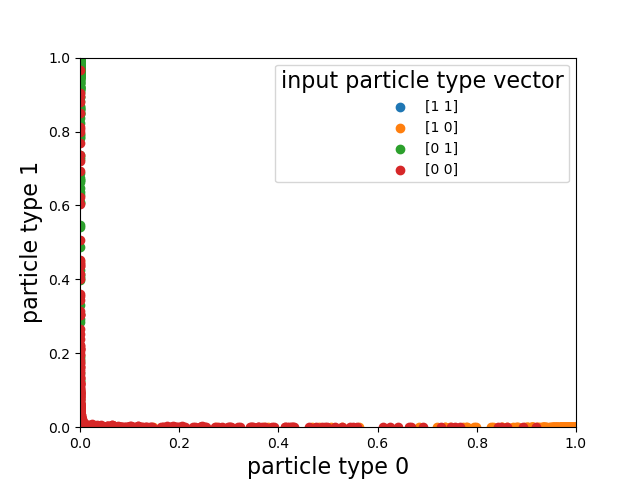 input particle type vector
[1 1]
[1 0]
[0 1]
[0 0]
1.0
0.8
0.6
0.4
0.2
0.0
particle type 1
0.0 0.2 0.4 0.6 0.8 1.0
particle type 0